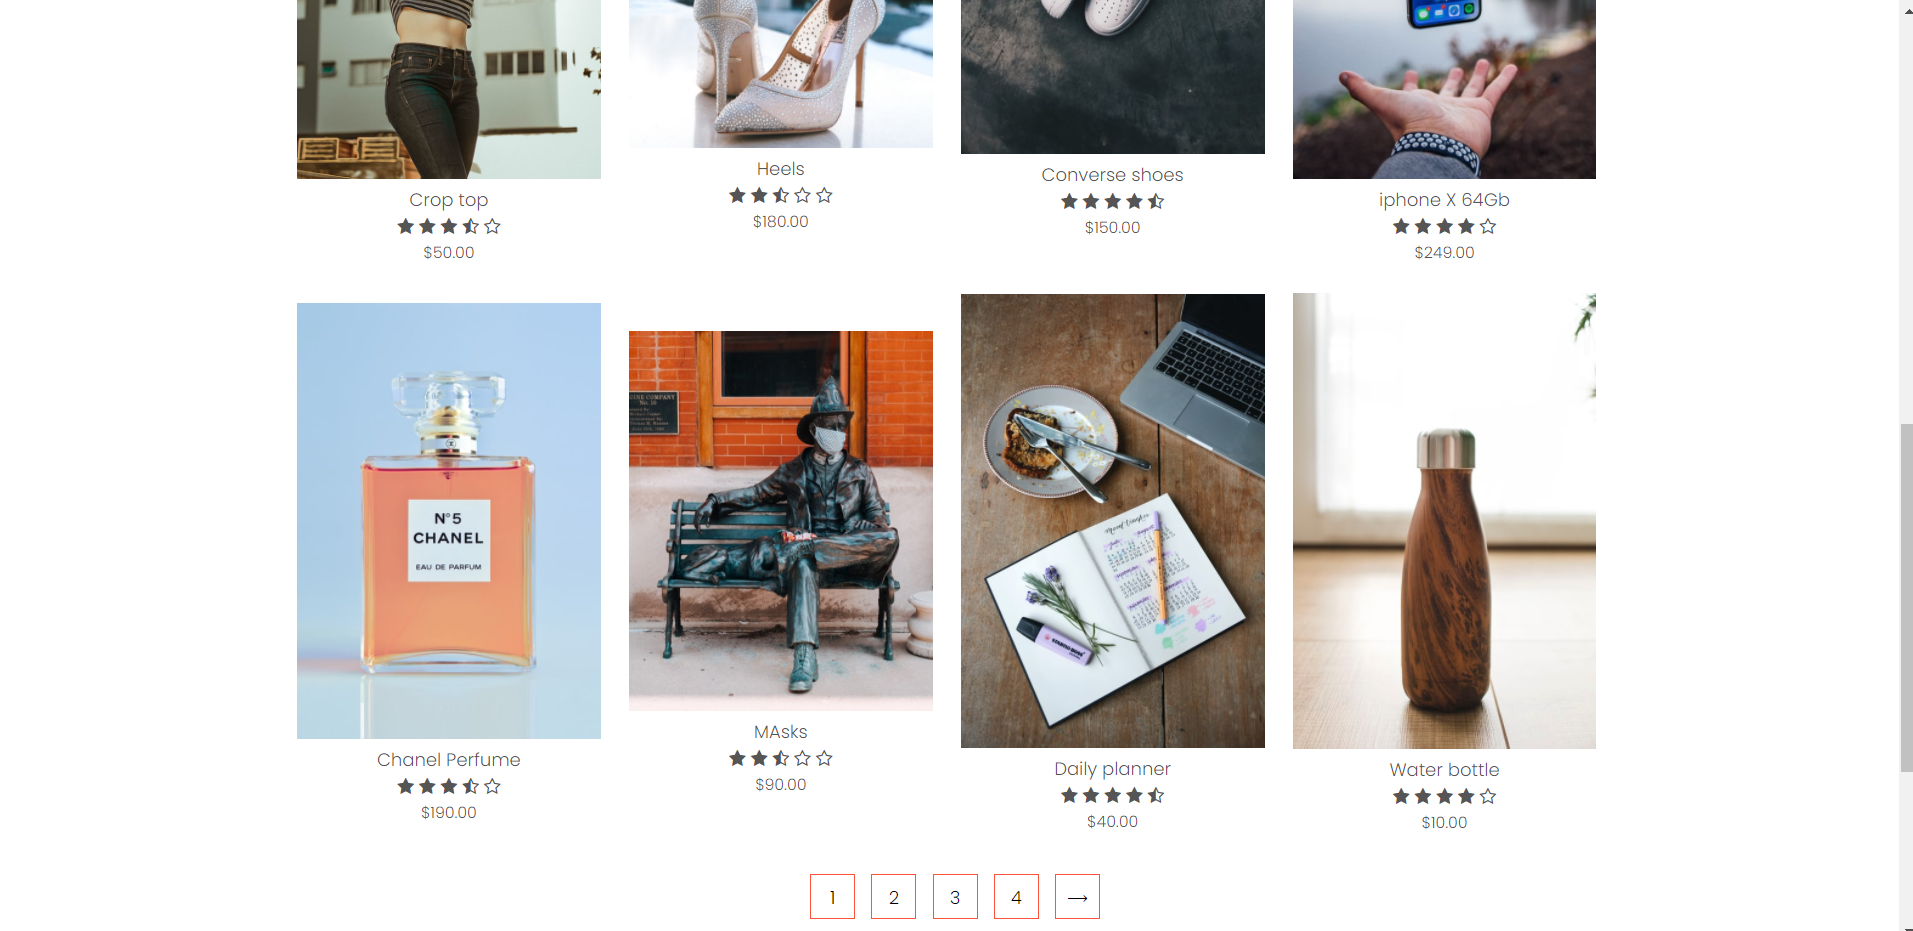 Crop top
$50.00
Heels
$180.00
Converse shoes
$150.00
iphone X 64Gb
$249.00
N°5
CHANEL
EAU DE PARFUM
Chanel Perfume
$190.00
MAsks
$90.00
Daily planner
$40.00
Water bottle
$10.00
1 2 3 4 →